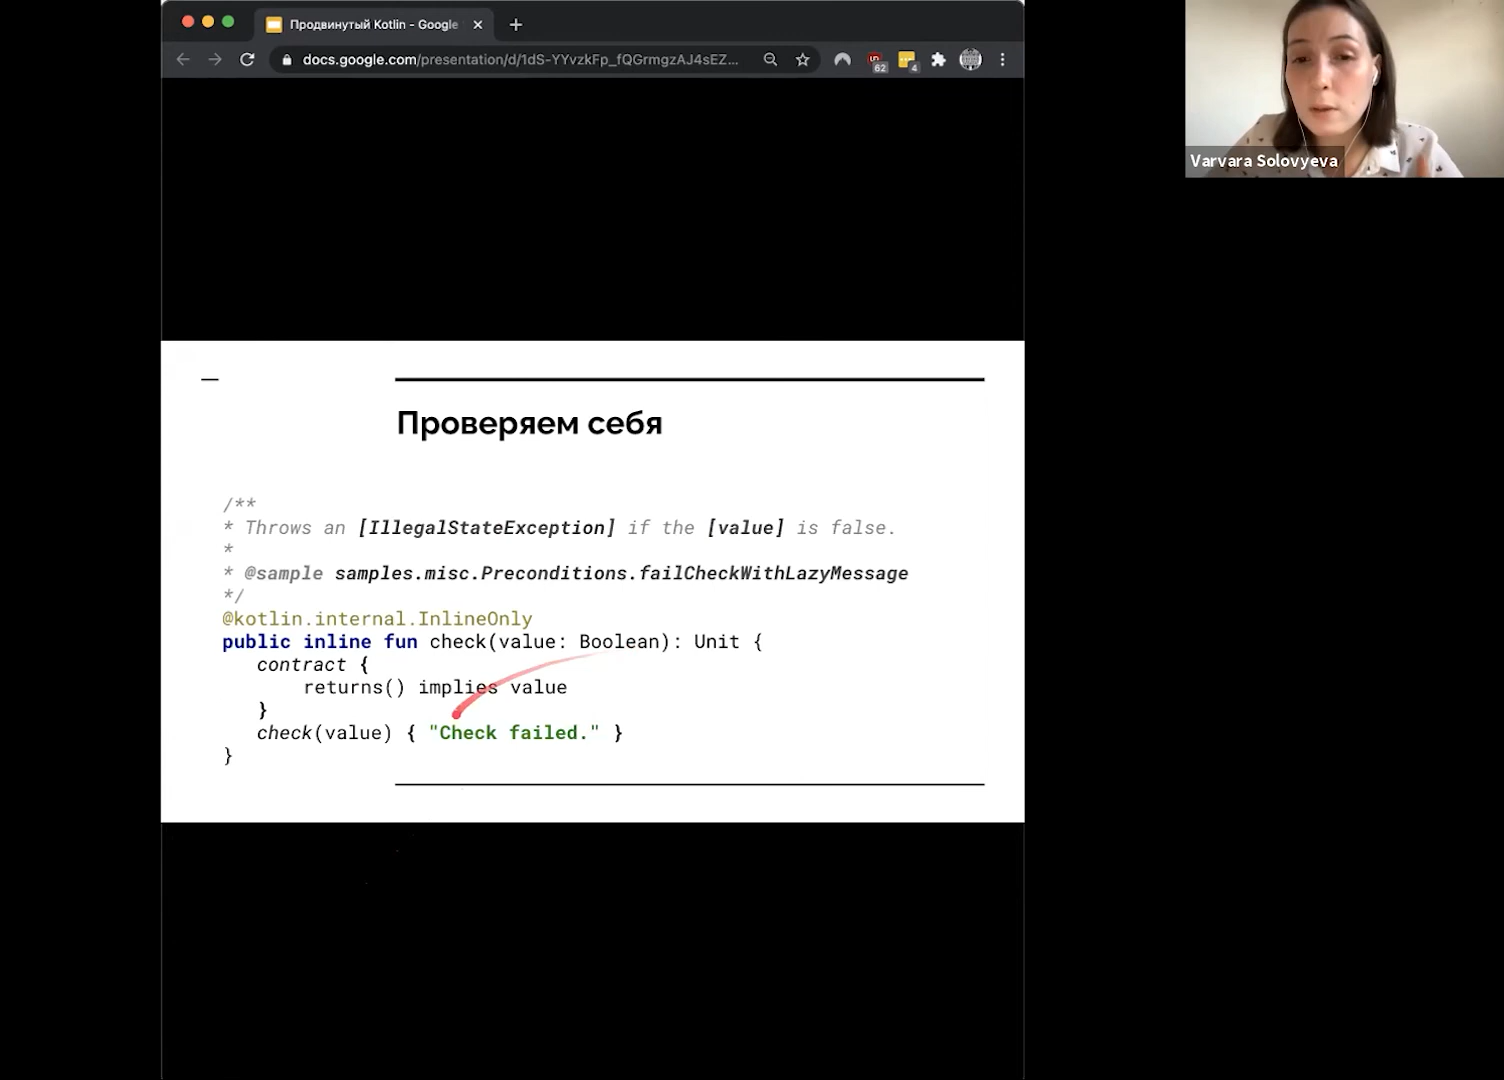 Продвинутый Kotlin - Google
docs.google.com/presentation/d/1dS-YYvzkFp_fQGrmgzAJ4sEZ...
62
4
Varvara Solovyeva
Проверяем себя
/**
* Throws an [IllegalStateException] if the [value] is false.
*
* @sample samples.misc.Preconditions.failCheckWithLazyMessage
*/
@kotlin.internal.InlineOnly
public inline fun check(value: Boolean): Unit {
contract {
returns() implies value
}
check(value) { "Check failed." }
}